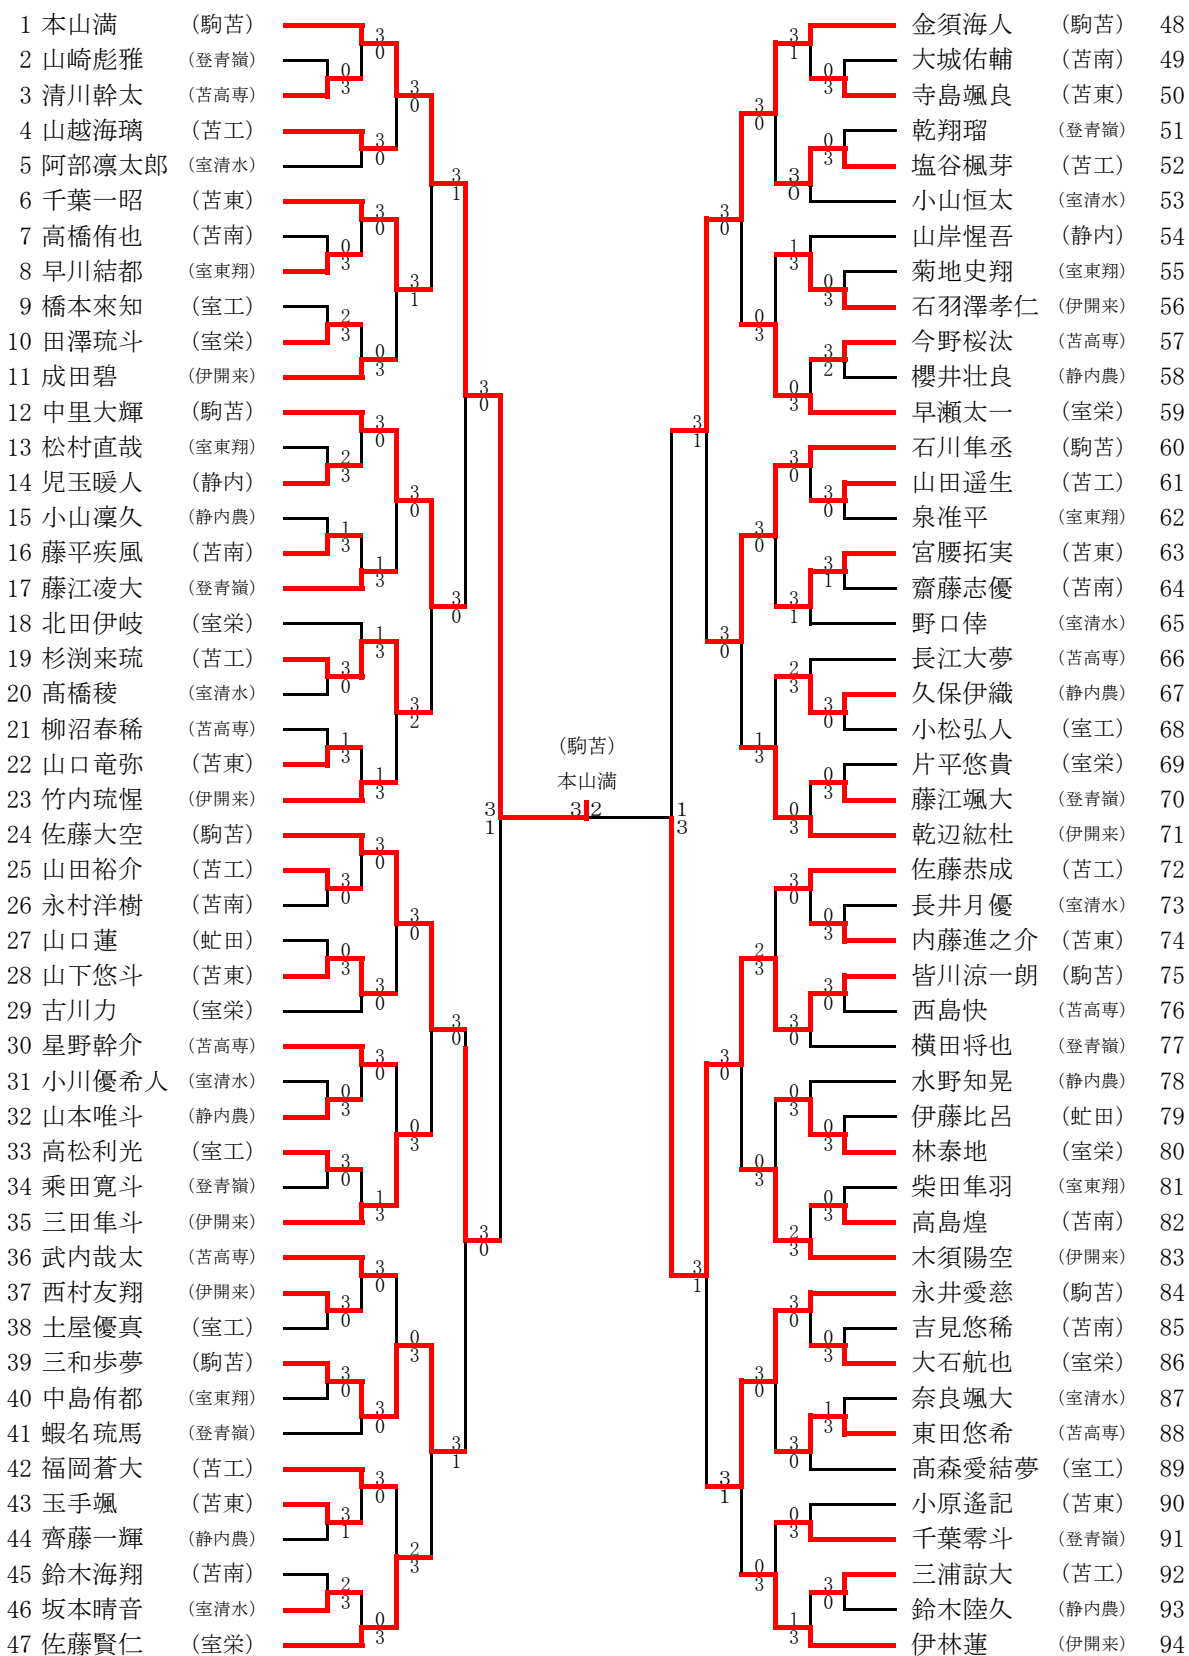 1 本山満 (駒苫)
2 山崎彪雅 (登青嶺)
3 清川幹太 (苫高専)
4 山越海璃 (苫工)
5 阿部凛太郎 (室清水)
6 千葉一昭 (苫東)
7 高橋侑也 (苫南)
8 早川結都 (室東翔)
9 橋本來知 (室工)
10 田澤琉斗 (室栄)
11 成田碧 (伊開来)
12 中里大輝 (駒苫)
13 松村直哉 (室東翔)
14 児玉暖人 (静内)
15 小山凜久 (静内農)
16 藤平疾風 (苫南)
17 藤江凌大 (登青嶺)
18 北田伊岐 (室栄)
19 杉渕来琉 (苫工)
20 髙橋稜 (室清水)
21 柳沼春稀 (苫高専)
22 山口竜弥 (苫東)
23 竹内琉惺 (伊開来)
24 佐藤大空 (駒苫)
25 山田裕介 (苫工)
26 永村洋樹 (苫南)
27 山口蓮 (虻田)
28 山下悠斗 (苫東)
29 古川力 (室栄)
30 星野幹介 (苫高専)
31 小川優希人 (室清水)
32 山本唯斗 (静内農)
33 高松利光 (室工)
34 乘田寛斗 (登青嶺)
35 三田隼斗 (伊開来)
36 武内哉太 (苫高専)
37 西村友翔 (伊開来)
38 土屋優真 (室工)
39 三和歩夢 (駒苫)
40 中島侑都 (室東翔)
41 蝦名琉馬 (登青嶺)
42 福岡蒼大 (苫工)
43 玉手颯 (苫東)
44 齊藤一輝 (静内農)
45 鈴木海翔 (苫南)
46 坂本晴音 (室清水)
47 佐藤賢仁 (室栄)
(駒苫)
本山満
3 2
金須海人 (駒苫) 48
大城佑輔 (苫南) 49
寺島颯良 (苫東) 50
乾翔瑠 (登青嶺) 51
塩谷楓芽 (苫工) 52
小山恒太 (室清水) 53
山岸惺吾 (静内) 54
菊地史翔 (室東翔) 55
石羽澤孝仁 (伊開来) 56
今野桜汰 (苫高専) 57
櫻井壮良 (静内農) 58
早瀬太一 (室栄) 59
石川隼丞 (駒苫) 60
山田遥生 (苫工) 61
泉准平 (室東翔) 62
宮腰拓実 (苫東) 63
齋藤志優 (苫南) 64
野口倖 (室清水) 65
長江大夢 (苫高専) 66
久保伊織 (静内農) 67
小松弘人 (室工) 68
片平悠貴 (室栄) 69
藤江颯大 (登青嶺) 70
乾辺紘杜 (伊開来) 71
佐藤恭成 (苫工) 72
長井月優 (室清水) 73
内藤進之介 (苫東) 74
皆川涼一朗 (駒苫) 75
西島快 (苫高専) 76
横田将也 (登青嶺) 77
水野知晃 (静内農) 78
伊藤比呂 (虻田) 79
林泰地 (室栄) 80
柴田隼羽 (室東翔) 81
高島煌 (苫南) 82
木須陽空 (伊開来) 83
永井愛慈 (駒苫) 84
吉見悠稀 (苫南) 85
大石航也 (室栄) 86
奈良颯大 (室清水) 87
東田悠希 (苫高専) 88
髙森愛結夢 (室工) 89
小原遙記 (苫東) 90
千葉零斗 (登青嶺) 91
三浦諒大 (苫工) 92
鈴木陸久 (静内農) 93
伊林蓮 (伊開来) 94